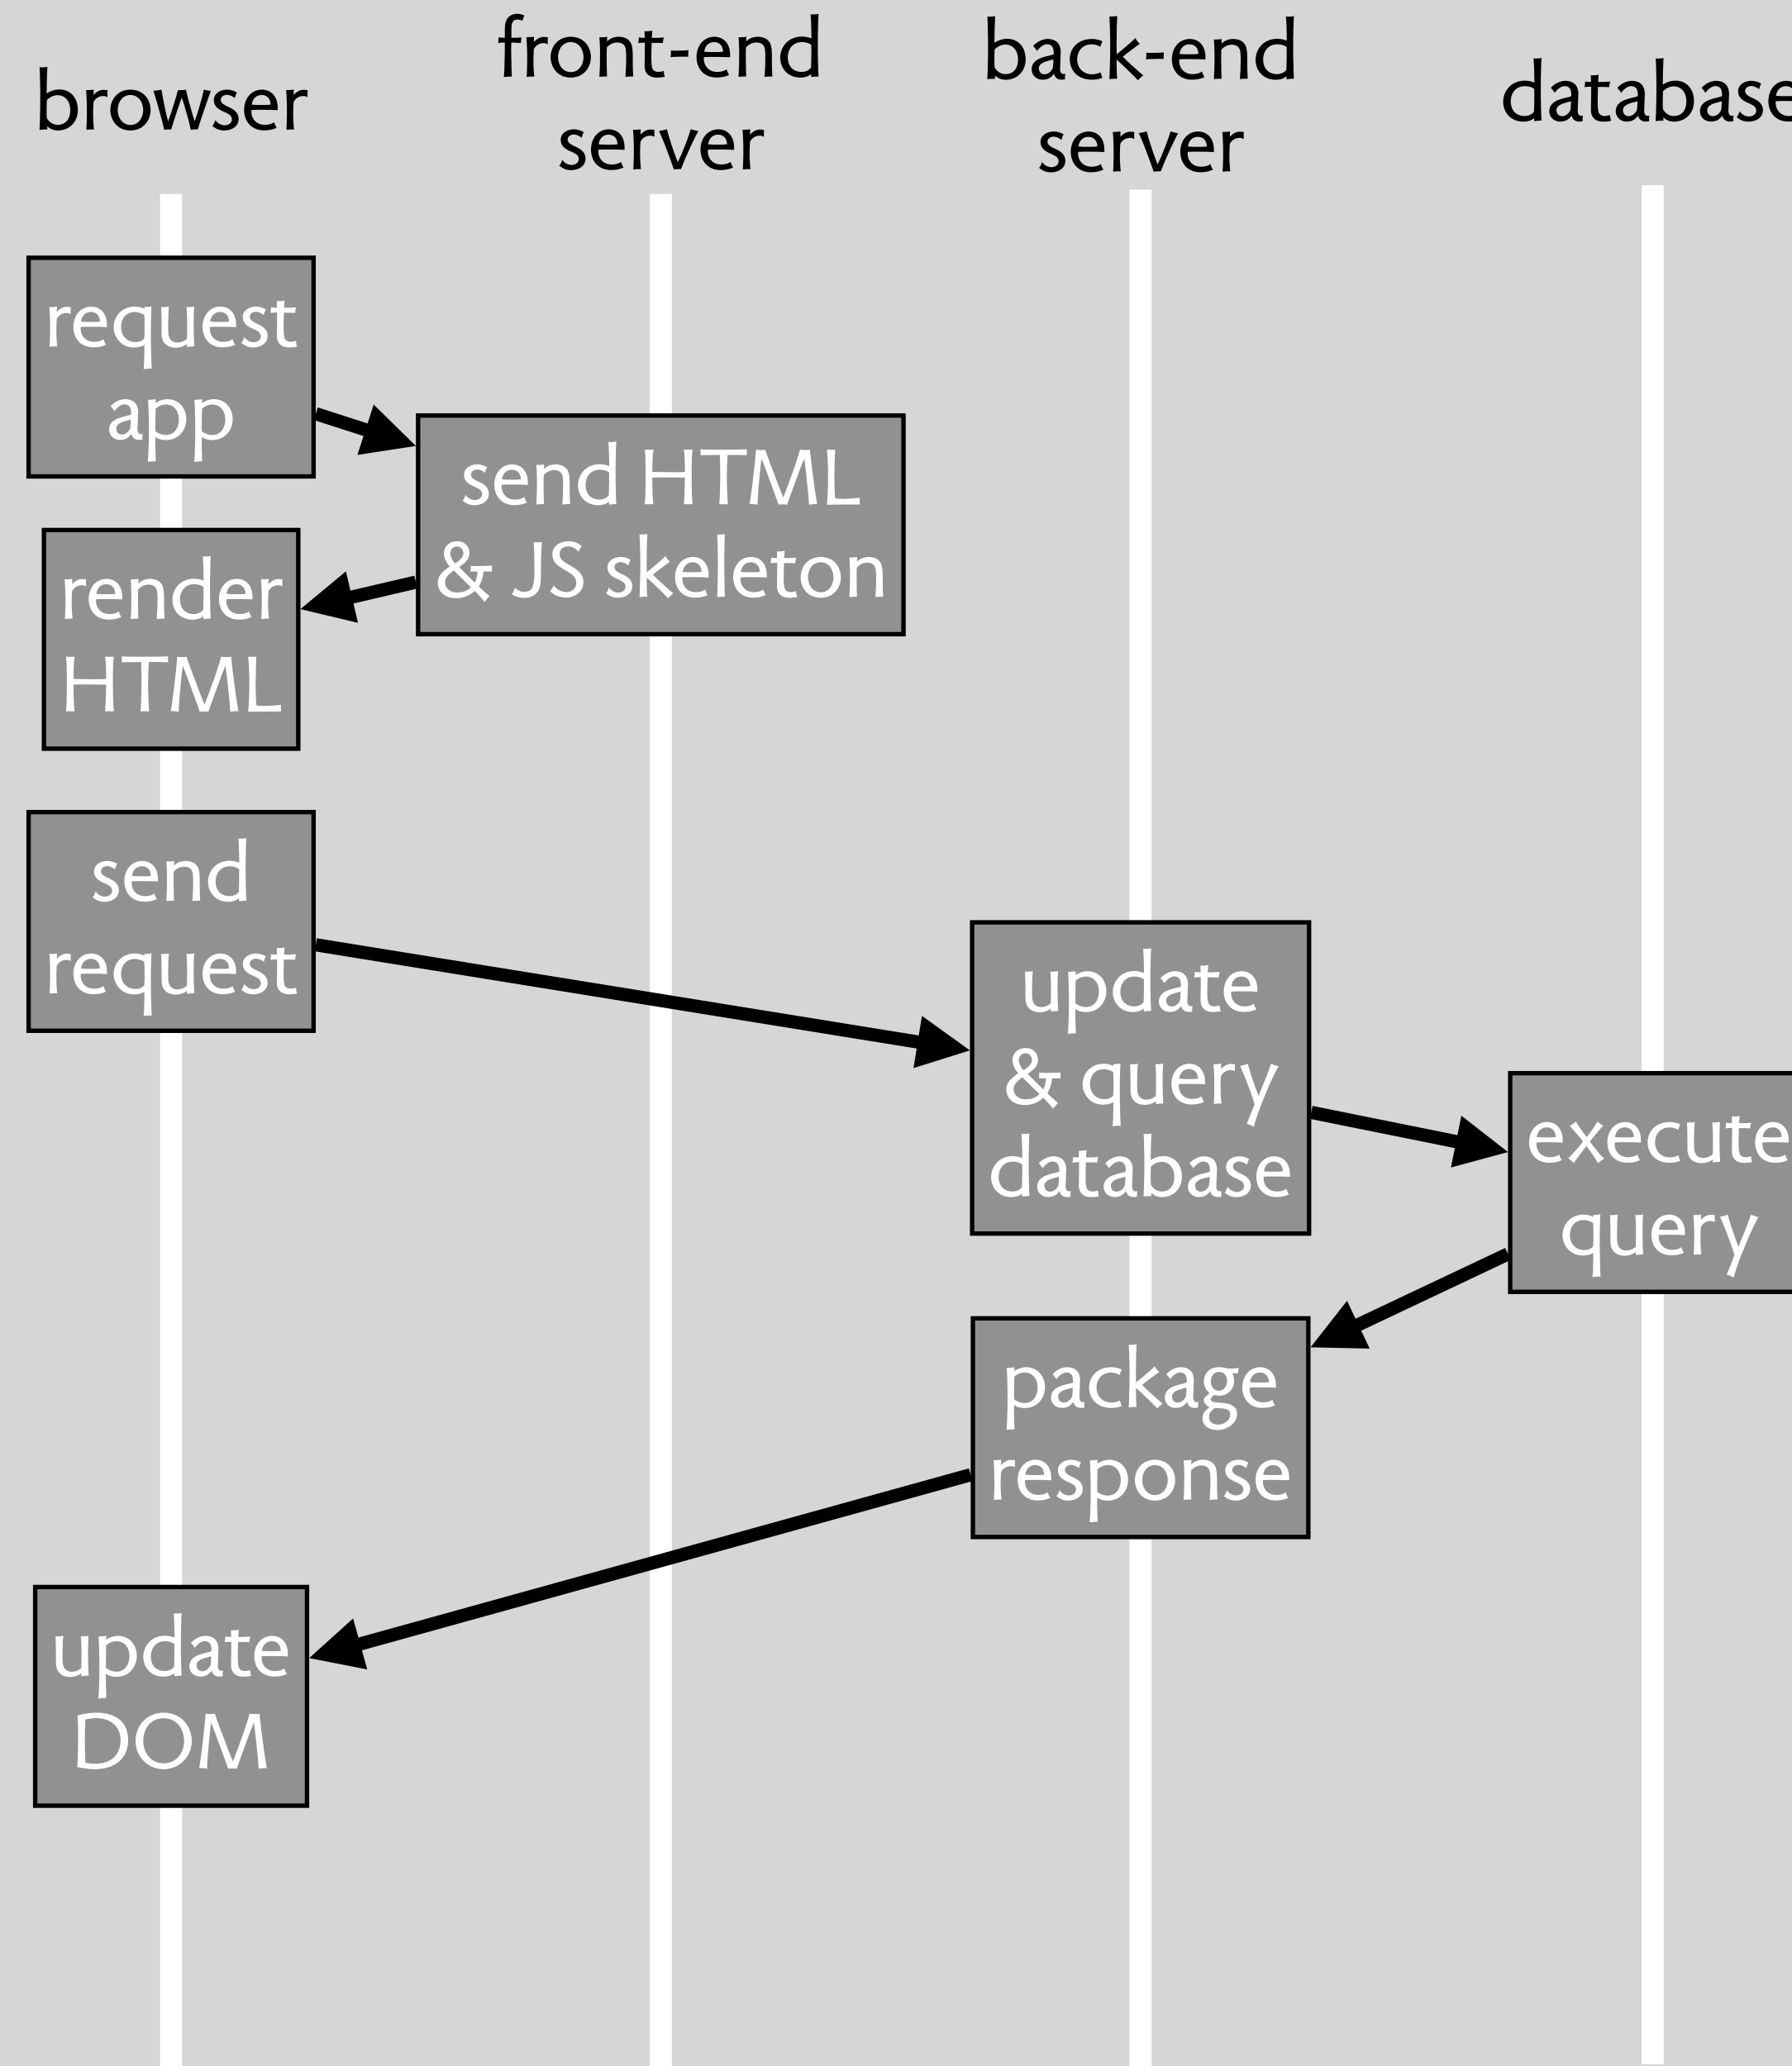 browser
front-end
server
back-end
server
database
request
app
send HTML
& JS skeleton
render
HTML
send
request
update
& query
database
execute
query
package
response
update
DOM